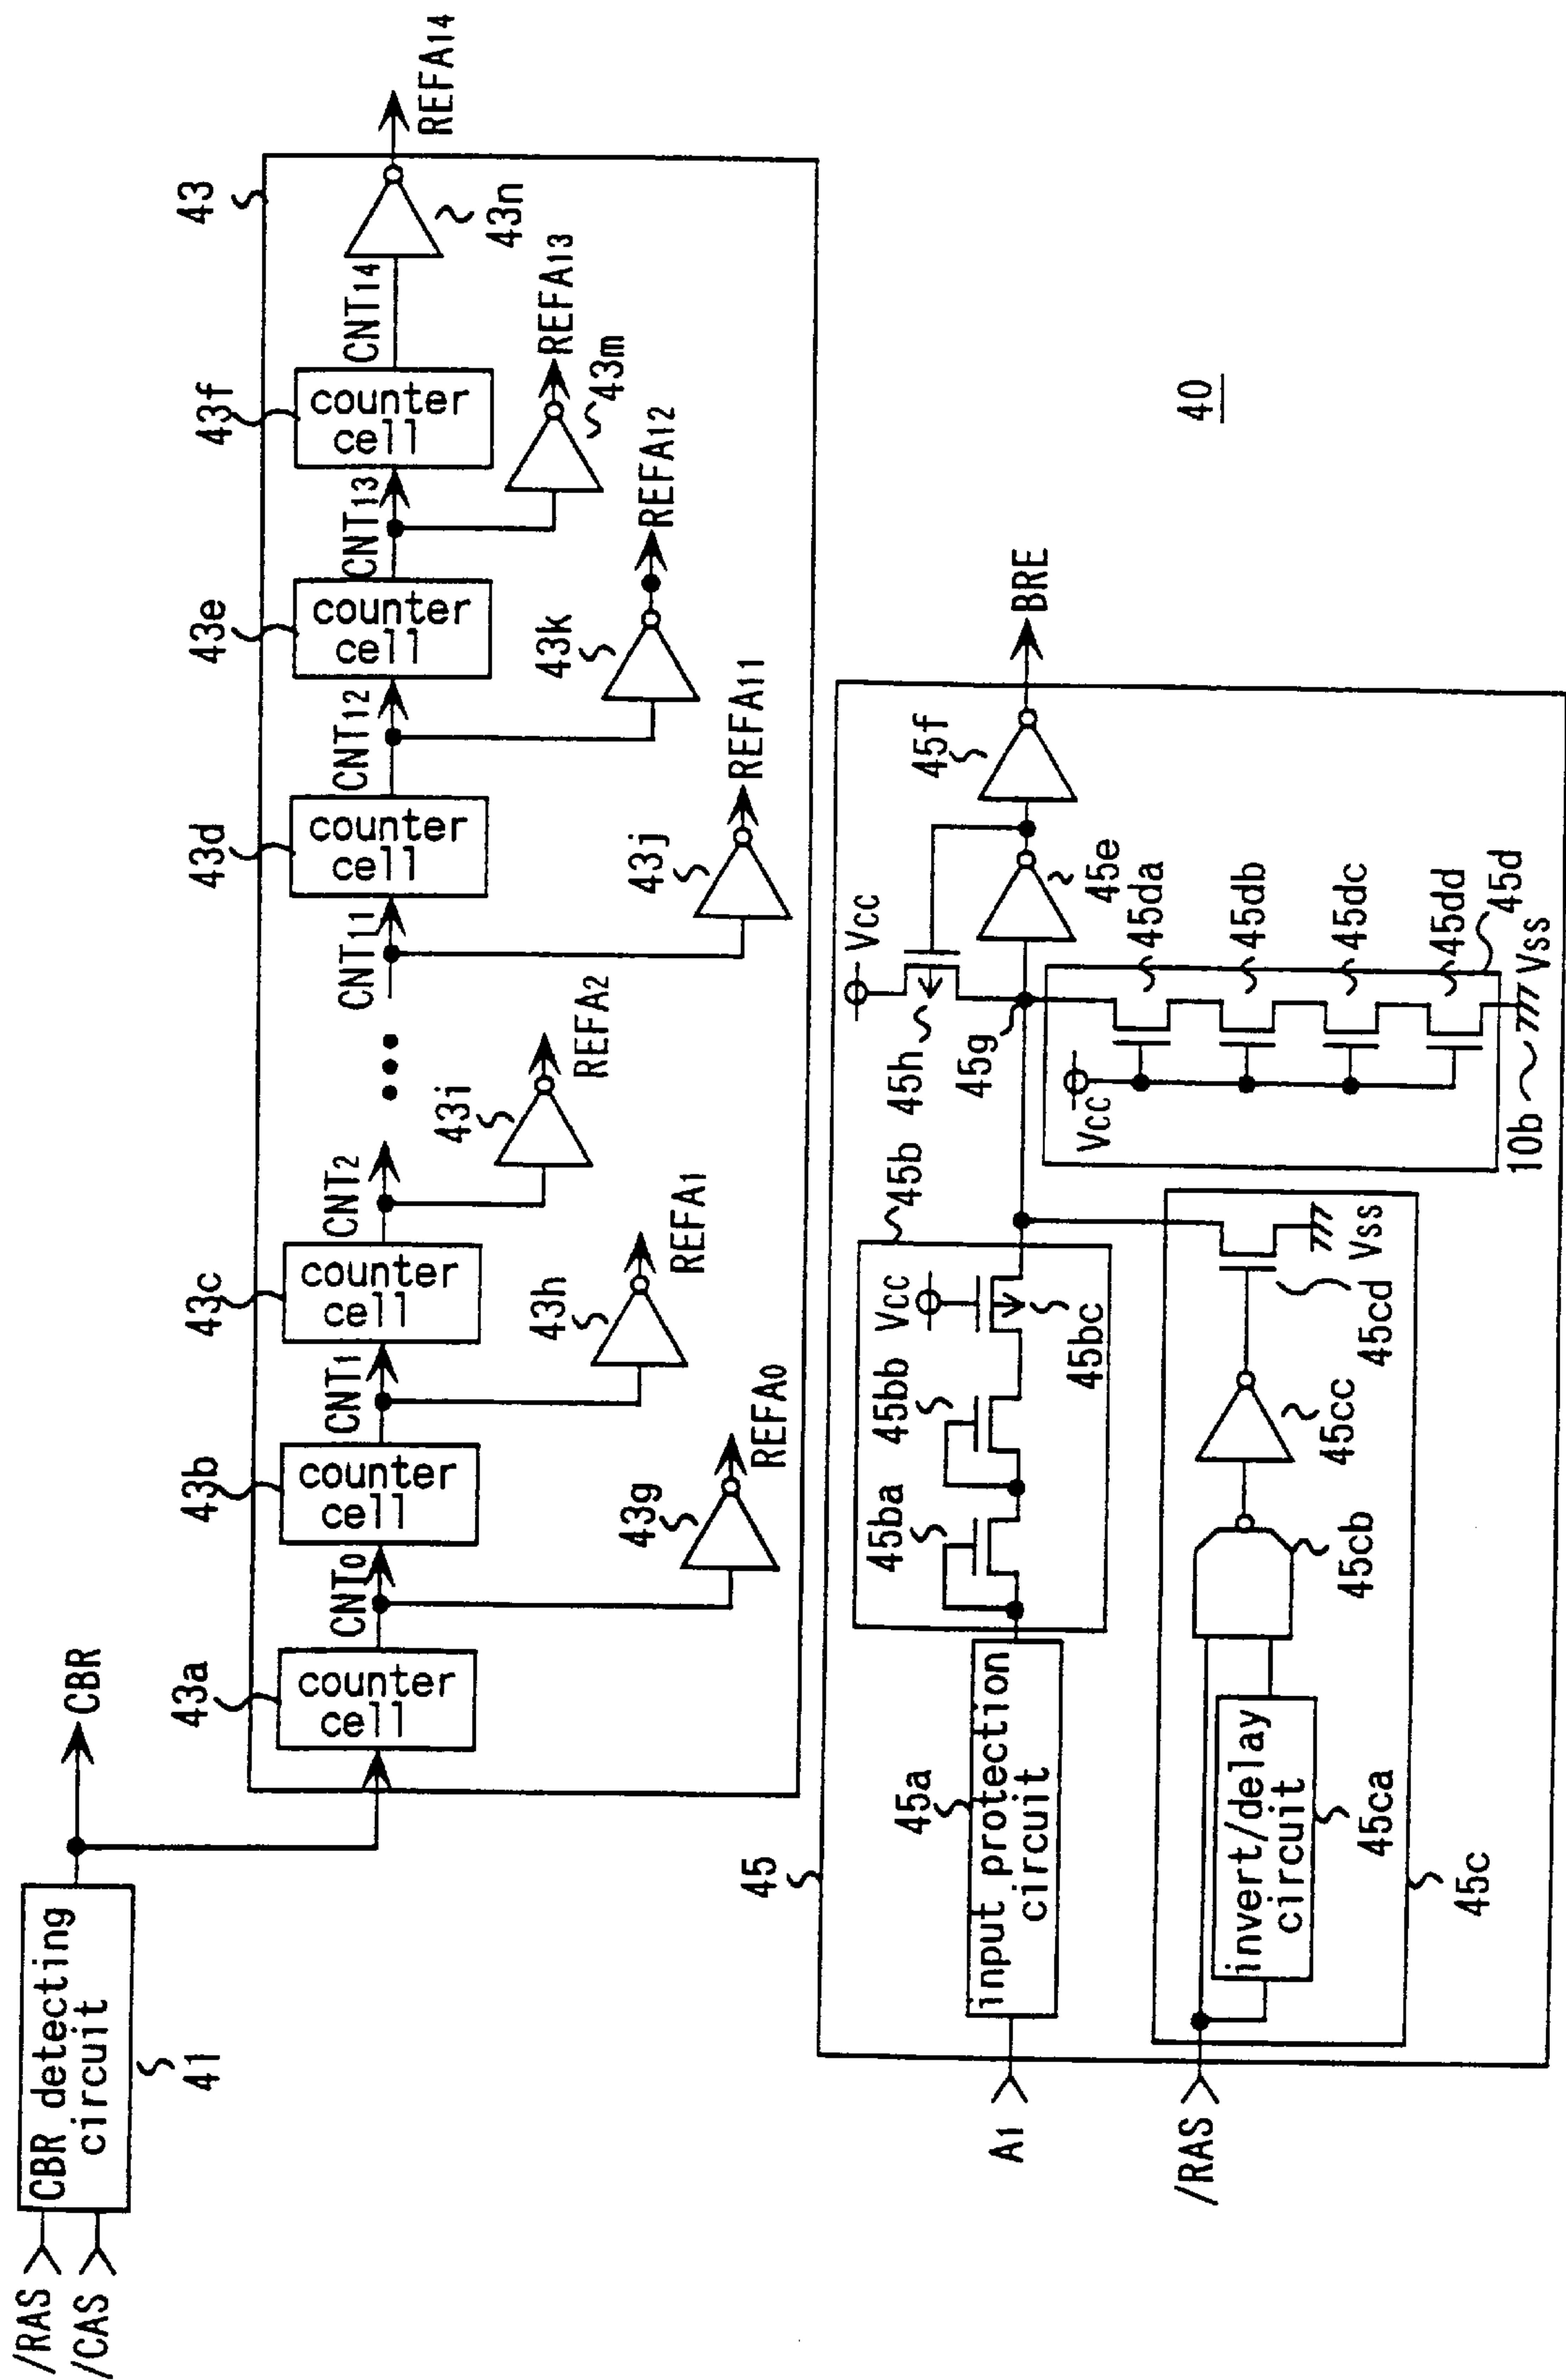 /RAS
/CAS
CBR detecting
circuit
41
CBR
43
43a
counter
cell
CNT0
43b
counter
cell
CNT1
43c
counter
cell
CNT2
CNT11
43d
counter
cell
CNT12
43e
counter
cell
CNT13
43f
counter
cell
CNT14
43n
REFA14
43g
REFA0
43h
REFA1
43i
REFA2
43j
REFA11
43k
REFA12
43m
REFA13
40
45
A1
45a
input protection
circuit
45b
45ba
45bb
Vcc
45bc
45h
Vcc
45g
45e
45f
BRE
/RAS
invert/delay
circuit
45ca
45cb
45cc
45cd
Vss
45c
Vcc
45da
45db
45dc
45dd
45d
10b
Vss